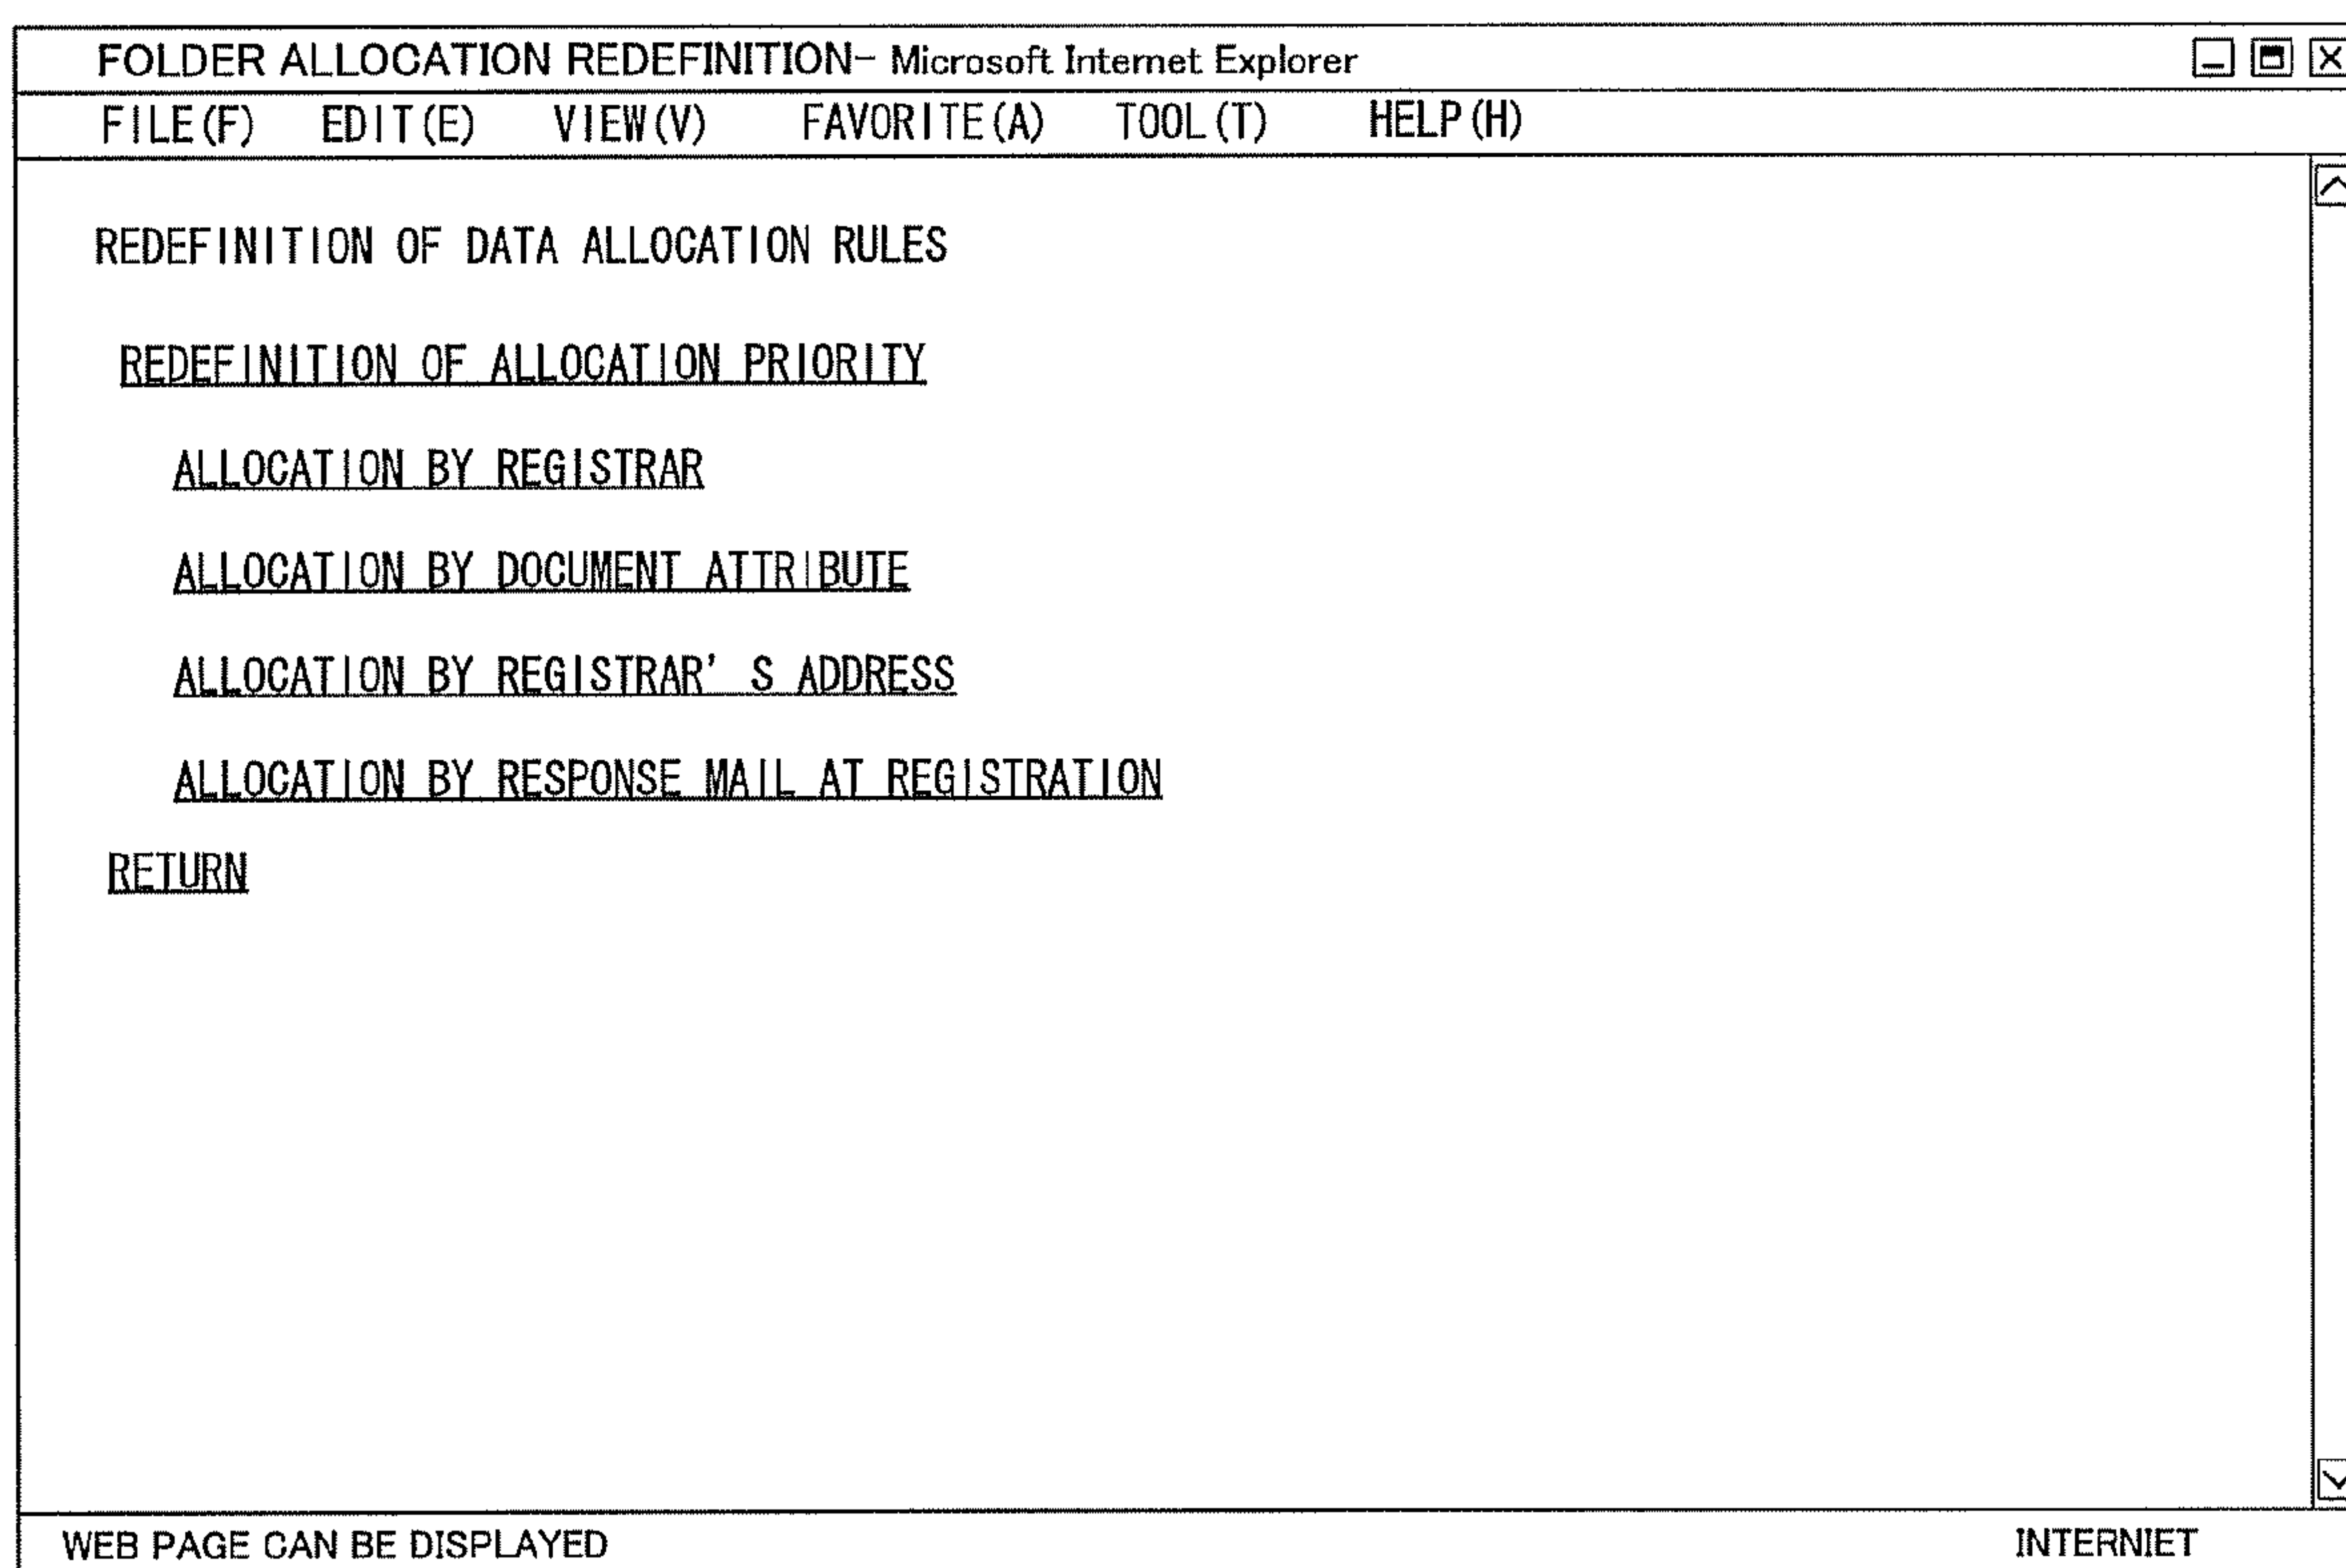 FOLDER ALLOCATION REDEFINITION- Microsoft Internet Explorer
FILE(F) EDIT(E) VIEW(V) FAVORITE(A) TOOL(T) HELP(H)
REDEFINITION OF DATA ALLOCATION RULES
REDEFINITION OF ALLOCATION PRIORITY
ALLOCATION BY REGISTRAR
ALLOCATION BY DOCUMENT ATTRIBUTE
ALLOCATION BY REGISTRAR' S ADDRESS
ALLOCATION BY RESPONSE MAIL AT REGISTRATION
RETURN
WEB PAGE CAN BE DISPLAYED INTERNIET